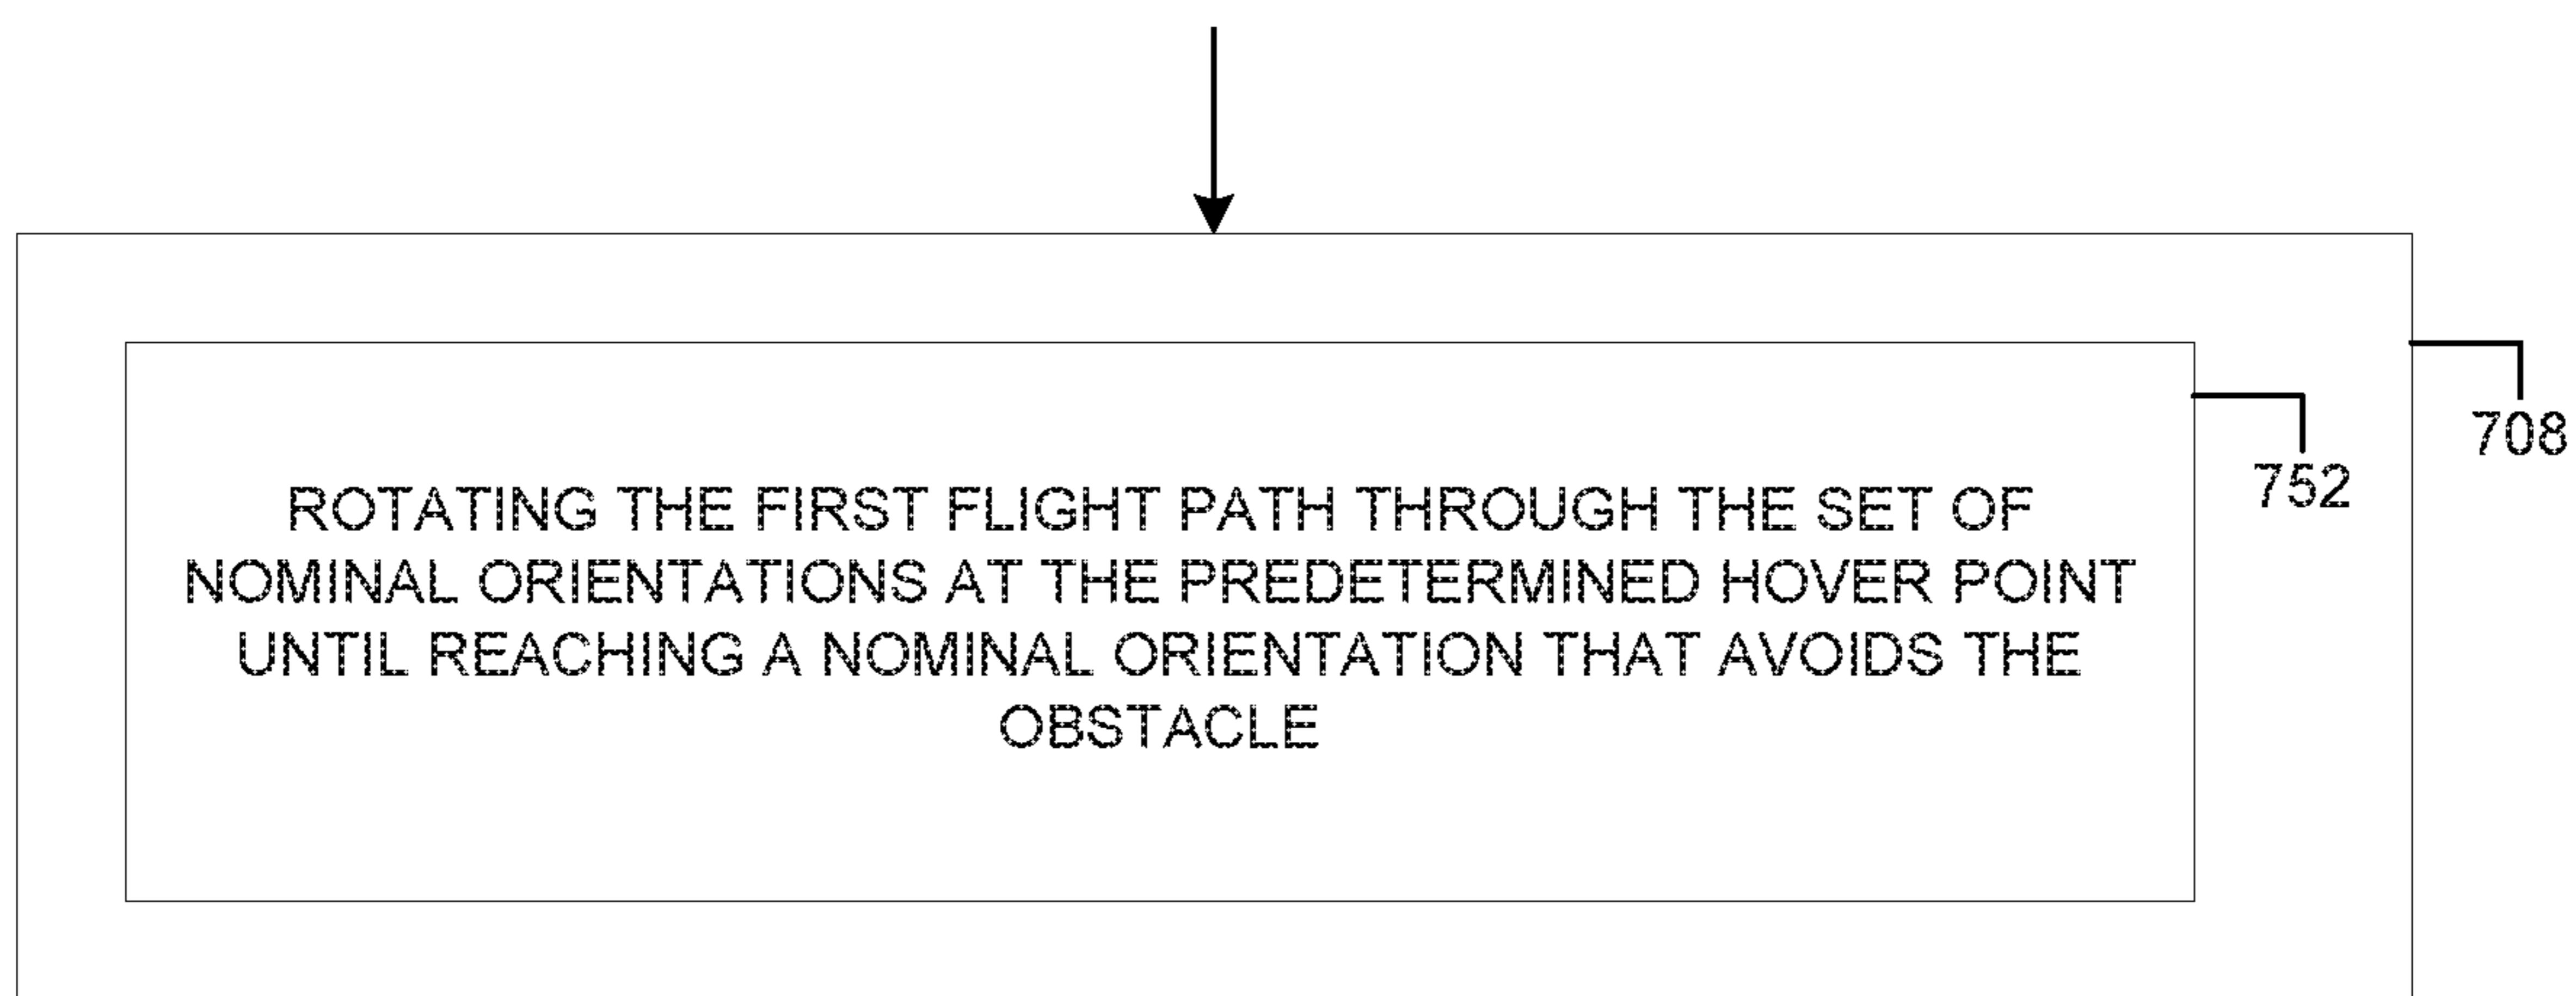 708
752
ROTATING THE FIRST FLIGHT PATH THROUGH THE SET OF
NOMINAL ORIENTATIONS AT THE PREDETERMINED HOVER POINT
UNTIL REACHING A NOMINAL ORIENTATION THAT AVOIDS THE
OBSTACLE